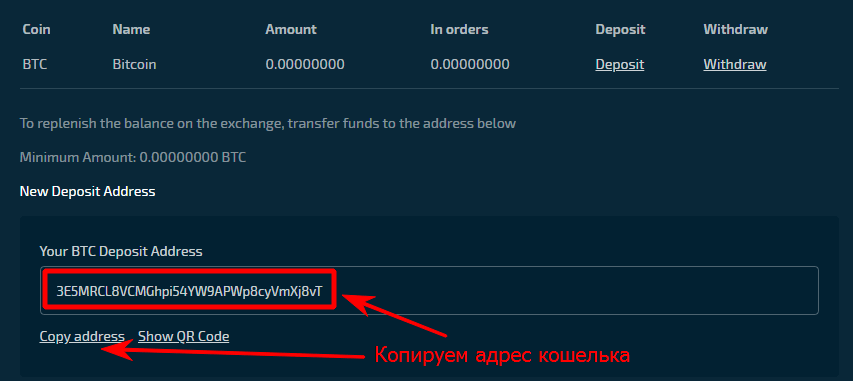 Coin Name Amount In orders Deposit Withdraw
BTC Bitcoin 0.00000000 0.00000000 Deposit Withdraw
To replenish the balance on the exchange, transfer funds to the address below
Minimum Amount: 0.00000000 BTC
New Deposit Address
Your BTC Deposit Address
3E5MRCL8VCMGhpi54YW9APWp8cyVmXj8vT
Copy address Show QR Code
Копируем адрес кошелька